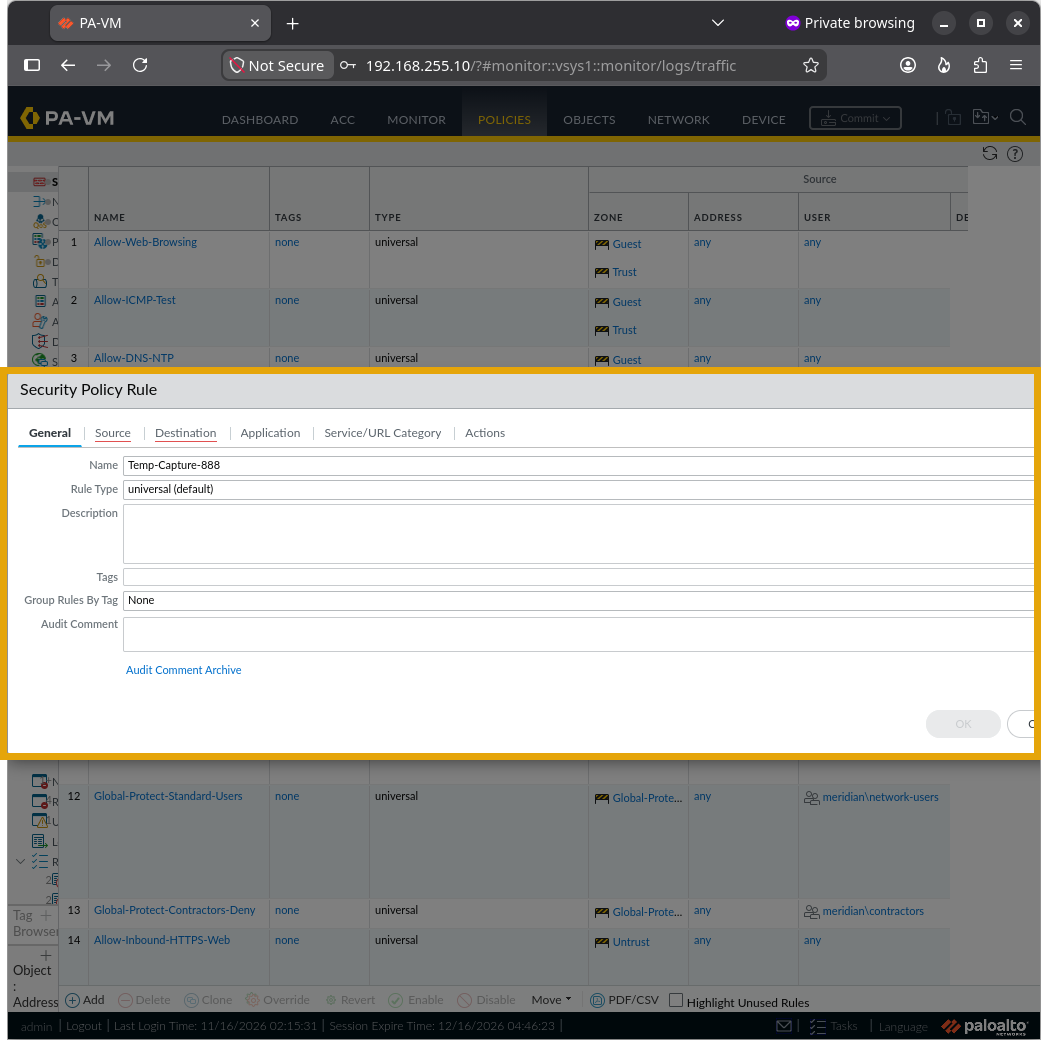 PA-VM
Private browsing
Not Secure
192.168.255.10/?#monitor::vsys1::monitor/logs/traffic
PA-VM DASHBOARD ACC MONITOR POLICIES OBJECTS NETWORK DEVICE Commit
Source
NAME TAGS TYPE ZONE ADDRESS USER DE
1 Allow-Web-Browsing none universal Guest any any
Trust
2 Allow-ICMP-Test none universal Guest any any
Trust
3 Allow-DNS-NTP none universal Guest any any
Security Policy Rule
General Source Destination Application Service/URL Category Actions
Name Temp-Capture-888
Rule Type universal (default)
Description
Tags
Group Rules By Tag None
Audit Comment
Audit Comment Archive
OK C
12 Global-Protect-Standard-Users none universal Global-Prote... any meridian\network-users
13 Global-Protect-Contractors-Deny none universal Global-Prote... any meridian\contractors
14 Allow-Inbound-HTTPS-Web none universal Untrust any any
Tag
Browser
Object
:
Address
Add Delete Clone Override Revert Enable Disable Move PDF/CSV Highlight Unused Rules
admin | Logout | Last Login Time: 11/16/2026 02:15:31 | Session Expire Time: 12/16/2026 04:46:23 | Tasks | Language paloalto
NETWORKS